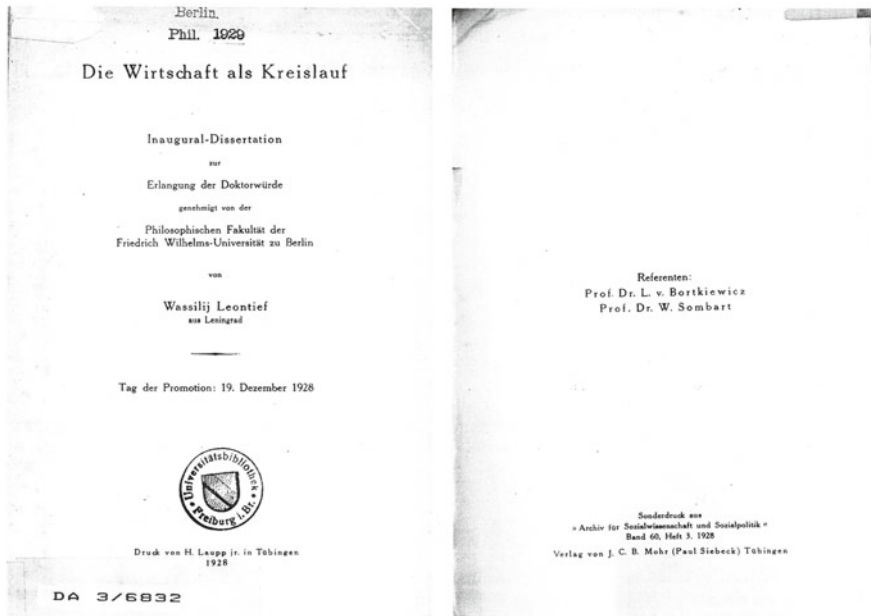 Berlin.
Phil. 1929
Die Wirtschaft als Kreislauf
Inaugural-Dissertation
zur
Erlangung der Doktorwürde
genehmigt von der
Philosophischen Fakultät der
Friedrich Wilhelms-Universität zu Berlin
von
Wassilij Leontief
aus Leningrad
Tag der Promotion: 19. Dezember 1928
Universitätsbibliothek
Freiburg i. Br.
Druck von H. Laupp jr. in Tübingen
1928
DA 3/6832
Referenten:
Prof. Dr. L. v. Bortkiewicz
Prof. Dr. W. Sombart
Sonderdruck aus
» Archiv für Sozialwissenschaft und Sozialpolitik «
Band 60, Heft 3. 1928
Verlag von J. C. B. Mohr (Paul Siebeck) Tübingen